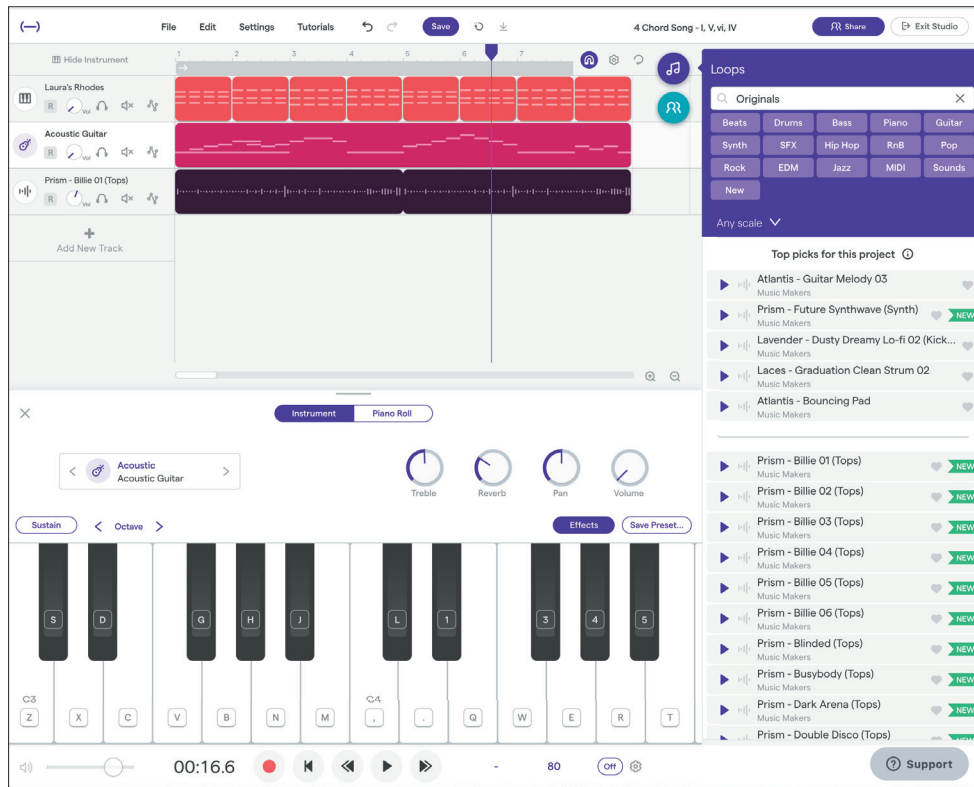 File Edit Settings Tutorials Save 4 Chord Song - I, V, vi, IV Share Exit Studio
Hide Instrument
1 2 3 4 5 6 7
Laura's Rhodes
R Vol
Acoustic Guitar
R Vol
Prism - Billie 01 (Tops)
R Vol
Add New Track
Loops
Originals
Beats Drums Bass Piano Guitar
Synth SFX Hip Hop RnB Pop
Rock EDM Jazz MIDI Sounds
New
Any scale
Top picks for this project
Atlantis - Guitar Melody 03
Music Makers
Prism - Future Synthwave (Synth) NEW
Music Makers
Lavender - Dusty Dreamy Lo-fi 02 (Kick...
Music Makers
Laces - Graduation Clean Strum 02
Music Makers
Atlantis - Bouncing Pad
Music Makers
Prism - Billie 01 (Tops) NEW
Music Makers
Prism - Billie 02 (Tops) NEW
Music Makers
Prism - Billie 03 (Tops) NEW
Music Makers
Prism - Billie 04 (Tops) NEW
Music Makers
Prism - Billie 05 (Tops) NEW
Music Makers
Prism - Billie 06 (Tops) NEW
Music Makers
Prism - Blinded (Tops) NEW
Music Makers
Prism - Busybody (Tops) NEW
Music Makers
Prism - Dark Arena (Tops) NEW
Music Makers
Prism - Double Disco (Tops)
Instrument Piano Roll
Acoustic
Acoustic Guitar
Treble Reverb Pan Volume
Sustain Octave Effects Save Preset...
S D G H J L 1 3 4 5
C3 C4
Z X C V B N M , . Q W E R T
00:16.6 - 80 Off
Support